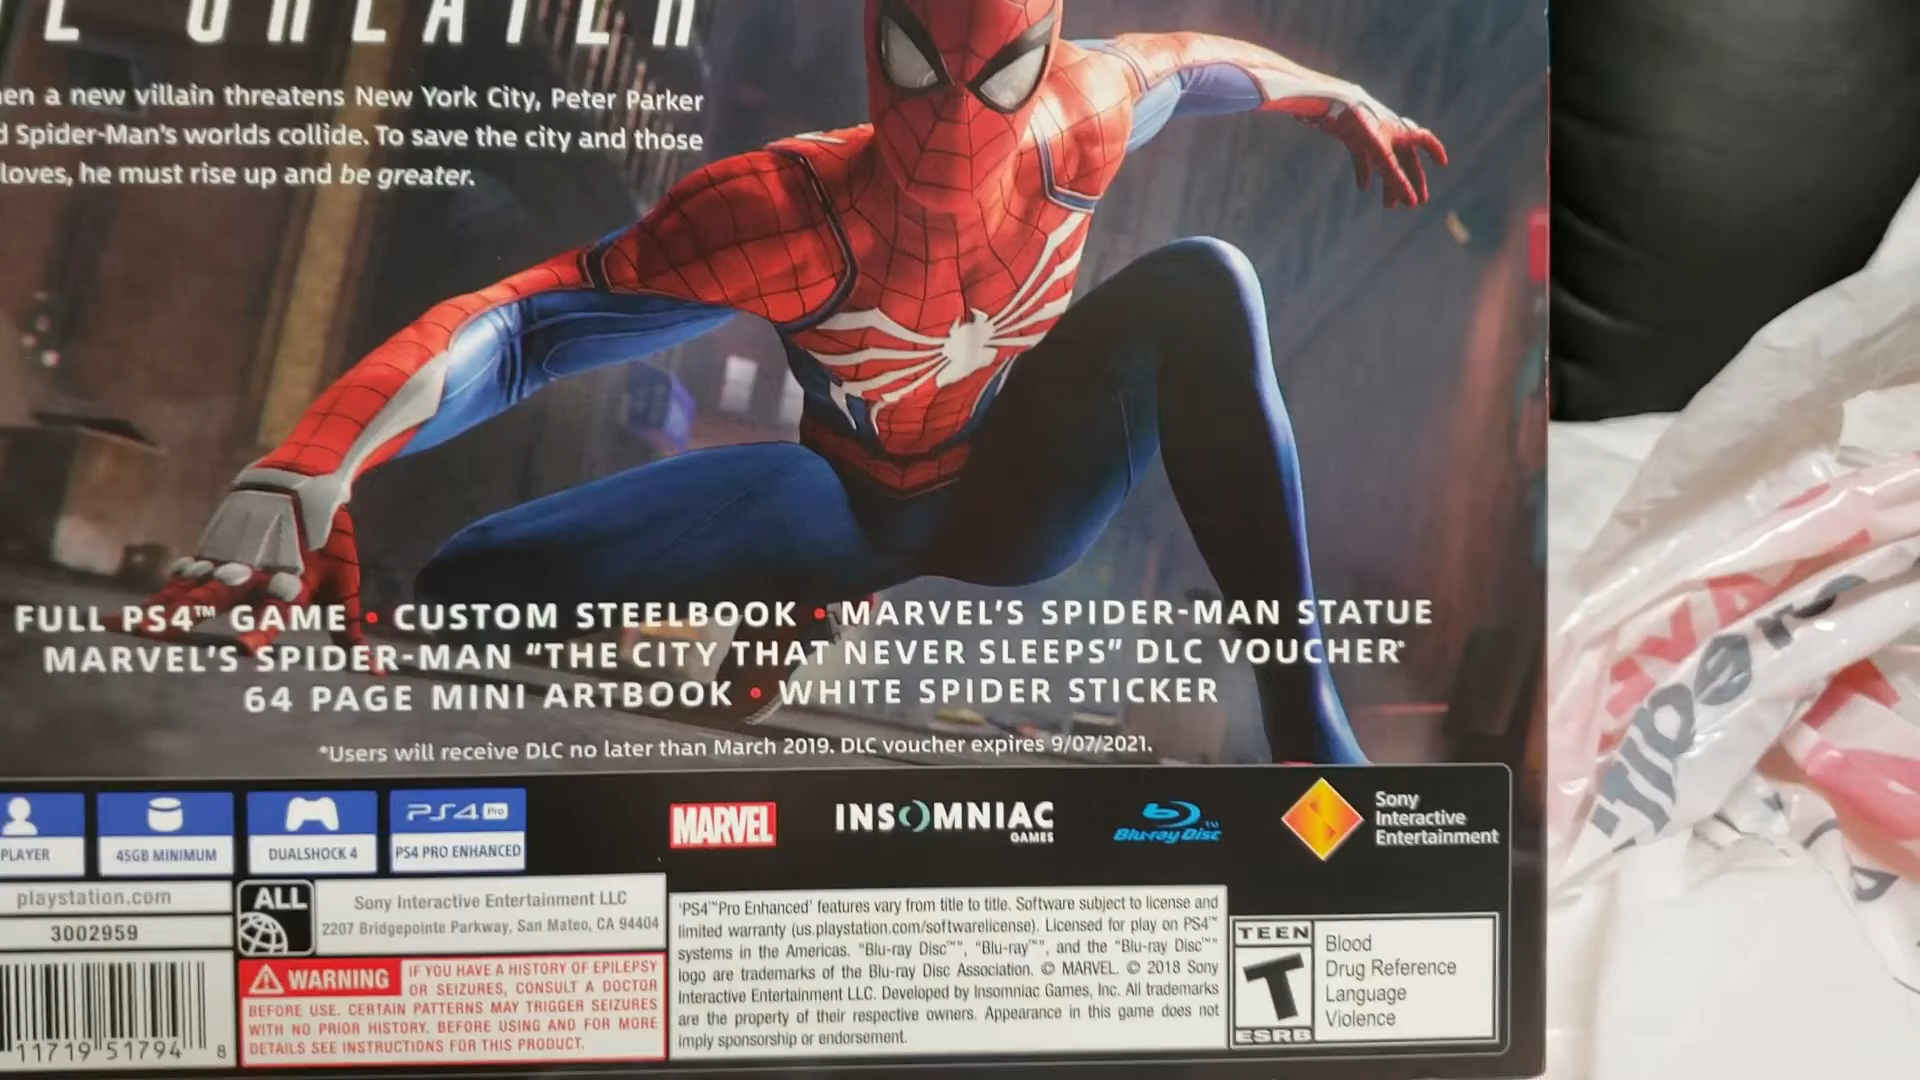 BE GREATER
en a new villain threatens New York City, Peter Parker
d Spider-Man's worlds collide. To save the city and those
loves, he must rise up and be greater.
FULL PS4™ GAME • CUSTOM STEELBOOK • MARVEL'S SPIDER-MAN STATUE
MARVEL'S SPIDER-MAN "THE CITY THAT NEVER SLEEPS" DLC VOUCHER*
64 PAGE MINI ARTBOOK • WHITE SPIDER STICKER
*Users will receive DLC no later than March 2019. DLC voucher expires 9/07/2021.
PLAYER
45GB MINIMUM
DUALSHOCK 4
PS4 Pro
PS4 PRO ENHANCED
MARVEL
INSOMNIAC
GAMES
Blu-ray Disc™
Sony
Interactive
Entertainment
playstation.com
3002959
ALL
Sony Interactive Entertainment LLC
2207 Bridgepointe Parkway, San Mateo, CA 94404
WARNING
IF YOU HAVE A HISTORY OF EPILEPSY
OR SEIZURES, CONSULT A DOCTOR
BEFORE USE. CERTAIN PATTERNS MAY TRIGGER SEIZURES
WITH NO PRIOR HISTORY. BEFORE USING AND FOR MORE
DETAILS SEE INSTRUCTIONS FOR THIS PRODUCT.
11719 51794 8
'PS4™Pro Enhanced' features vary from title to title. Software subject to license and
limited warranty (us.playstation.com/softwarelicense). Licensed for play on PS4™
systems in the Americas. "Blu-ray Disc™", "Blu-ray™", and the "Blu-ray Disc™"
logo are trademarks of the Blu-ray Disc Association. © MARVEL. © 2018 Sony
Interactive Entertainment LLC. Developed by Insomniac Games, Inc. All trademarks
are the property of their respective owners. Appearance in this game does not
imply sponsorship or endorsement.
TEEN
T
ESRB
Blood
Drug Reference
Language
Violence